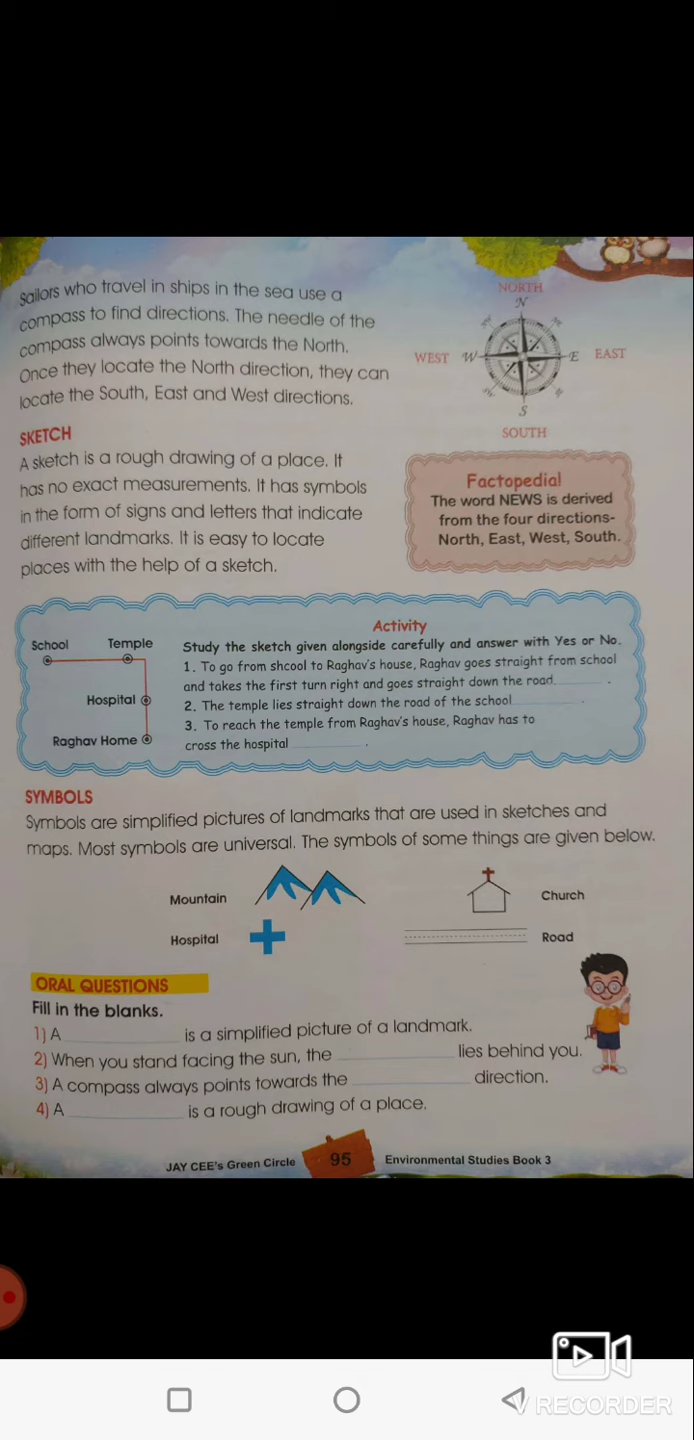 Sailors who travel in ships in the sea use a
compass to find directions. The needle of the
compass always points towards the North.
Once they locate the North direction, they can
locate the South, East and West directions.
NORTH
N
WEST W E EAST
S
SOUTH
SKETCH
A sketch is a rough drawing of a place. It
has no exact measurements. It has symbols
in the form of signs and letters that indicate
different landmarks. It is easy to locate
places with the help of a sketch.
Factopedia!
The word NEWS is derived
from the four directions-
North, East, West, South.
School Temple
Hospital
Raghav Home
Activity
Study the sketch given alongside carefully and answer with Yes or No.
1. To go from shcool to Raghav's house, Raghav goes straight from school
and takes the first turn right and goes straight down the road. .
2. The temple lies straight down the road of the school .
3. To reach the temple from Raghav's house, Raghav has to
cross the hospital .
SYMBOLS
Symbols are simplified pictures of landmarks that are used in sketches and
maps. Most symbols are universal. The symbols of some things are given below.
Mountain
Church
Hospital
Road
ORAL QUESTIONS
Fill in the blanks.
1) A is a simplified picture of a landmark.
2) When you stand facing the sun, the lies behind you.
3) A compass always points towards the direction.
4) A is a rough drawing of a place.
JAY CEE's Green Circle 95 Environmental Studies Book 3
V RECORDER